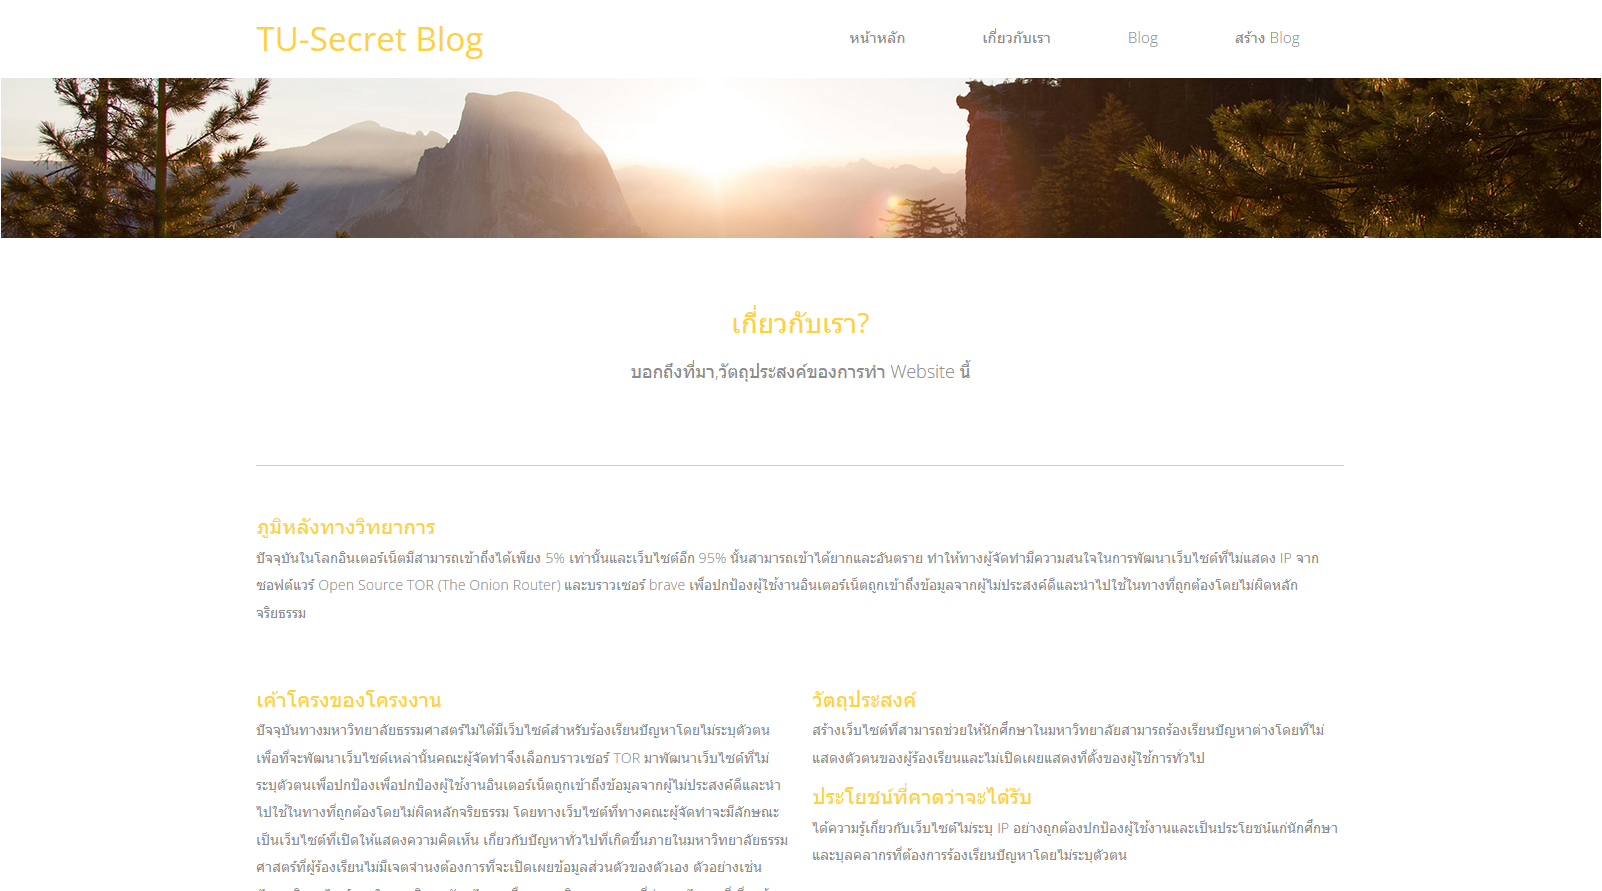 TU-Secret Blog
หน้าหลัก เกี่ยวกับเรา Blog สร้าง Blog
เกี่ยวกับเรา?
บอกถึงที่มา,วัตถุประสงค์ของการทำ Website นี้
ภูมิหลังทางวิทยาการ
ปัจจุบันในโลกอินเตอร์เน็ตมีสามารถเข้าถึงได้เพียง 5% เท่านั้นและเว็บไซต์อีก 95% นั้นสามารถเข้าได้ยากและอันตราย ทำให้ทางผู้จัดทำมีความสนใจในการพัฒนาเว็บไซต์ที่ไม่แสดง IP จาก
ซอฟต์แวร์ Open Source TOR (The Onion Router) และบราวเซอร์ brave เพื่อปกป้องผู้ใช้งานอินเตอร์เน็ตถูกเข้าถึงข้อมูลจากผู้ไม่ประสงค์ดีและนำไปใช้ในทางที่ถูกต้องโดยไม่ผิดหลัก
จริยธรรม
เค้าโครงของโครงงาน
ปัจจุบันทางมหาวิทยาลัยธรรมศาสตร์ไม่ได้มีเว็บไซต์สำหรับร้องเรียนปัญหาโดยไม่ระบุตัวตน
เพื่อที่จะพัฒนาเว็บไซต์เหล่านั้นคณะผู้จัดทำจึงเลือกบราวเซอร์ TOR มาพัฒนาเว็บไซต์ที่ไม่
ระบุตัวตนเพื่อปกป้องเพื่อปกป้องผู้ใช้งานอินเตอร์เน็ตถูกเข้าถึงข้อมูลจากผู้ไม่ประสงค์ดีและนำ
ไปใช้ในทางที่ถูกต้องโดยไม่ผิดหลักจริยธรรม โดยทางเว็บไซต์ที่ทางคณะผู้จัดทำจะมีลักษณะ
เป็นเว็บไซต์ที่เปิดให้แสดงความคิดเห็น เกี่ยวกับปัญหาทั่วไปที่เกิดขึ้นภายในมหาวิทยาลัยธรรม
ศาสตร์ที่ผู้ร้องเรียนไม่มีเจตจำนงต้องการที่จะเปิดเผยข้อมูลส่วนตัวของตัวเอง ตัวอย่างเช่น
วัตถุประสงค์
สร้างเว็บไซต์ที่สามารถช่วยให้นักศึกษาในมหาวิทยาลัยสามารถร้องเรียนปัญหาต่างโดยที่ไม่
แสดงตัวตนของผู้ร้องเรียนและไม่เปิดเผยแสดงที่ตั้งของผู้ใช้การทั่วไป
ประโยชน์ที่คาดว่าจะได้รับ
ได้ความรู้เกี่ยวกับเว็บไซต์ไม่ระบุ IP อย่างถูกต้องปกป้องผู้ใช้งานและเป็นประโยชน์แก่นักศึกษา
และบุคลากรที่ต้องการร้องเรียนปัญหาโดยไม่ระบุตัวตน